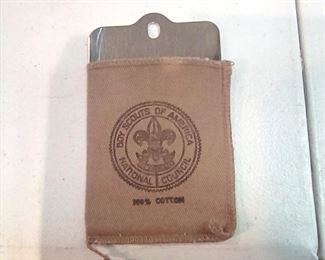 BOY SCOUTS OF AMERICA
NATIONAL COUNCIL
100% COTTON